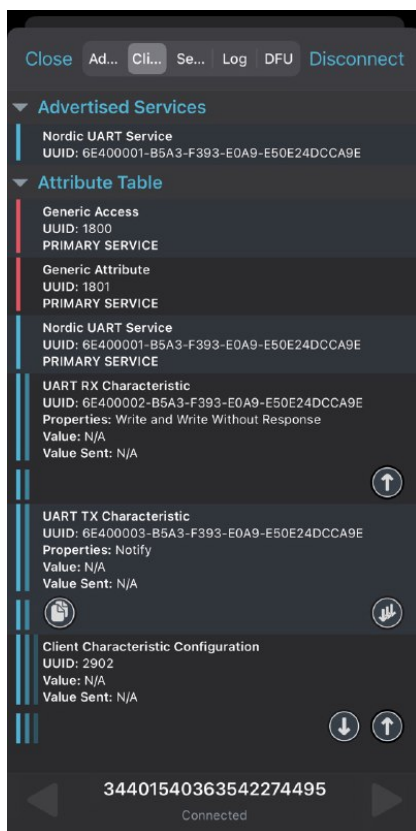 Close Ad... Cli... Se... Log DFU Disconnect
Advertised Services
Nordic UART Service
UUID: 6E400001-B5A3-F393-E0A9-E50E24DCCA9E
Attribute Table
Generic Access
UUID: 1800
PRIMARY SERVICE
Generic Attribute
UUID: 1801
PRIMARY SERVICE
Nordic UART Service
UUID: 6E400001-B5A3-F393-E0A9-E50E24DCCA9E
PRIMARY SERVICE
UART RX Characteristic
UUID: 6E400002-B5A3-F393-E0A9-E50E24DCCA9E
Properties: Write and Write Without Response
Value: N/A
Value Sent: N/A
UART TX Characteristic
UUID: 6E400003-B5A3-F393-E0A9-E50E24DCCA9E
Properties: Notify
Value: N/A
Value Sent: N/A
Client Characteristic Configuration
UUID: 2902
Value: N/A
Value Sent: N/A
34401540363542274495
Connected